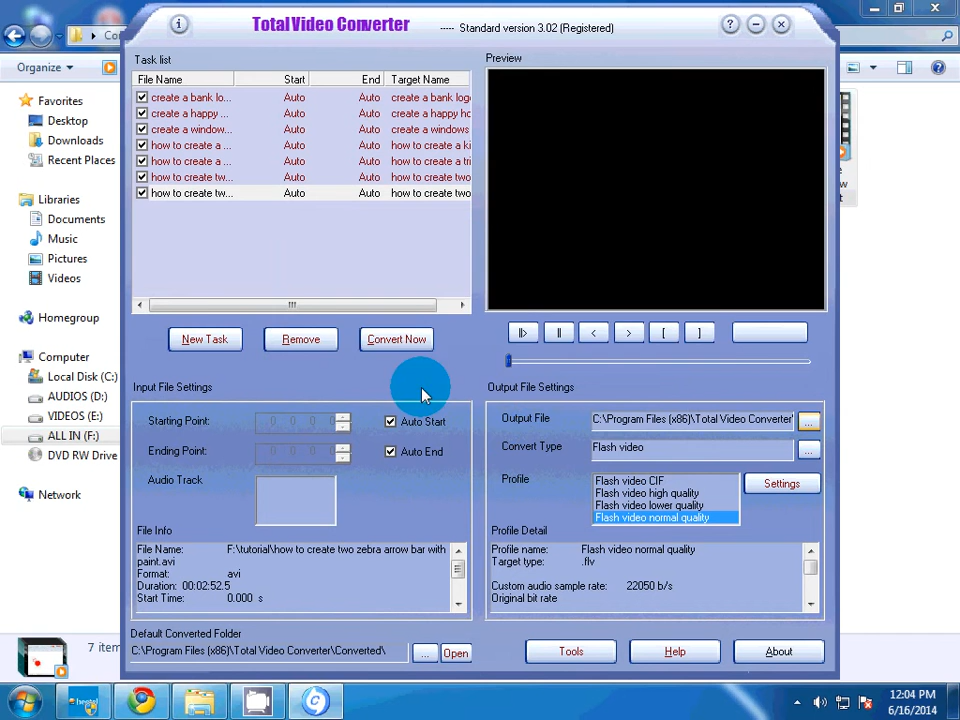 Total Video Converter
----- Standard version 3.02 (Registered)
Organize
Favorites
Desktop
Downloads
Recent Places
Libraries
Documents
Music
Pictures
Videos
Homegroup
Computer
Local Disk (C:)
AUDIOS (D:)
VIDEOS (E:)
ALL IN (F:)
DVD RW Drive
Network
Task list
File Name Start End Target Name
create a bank lo... Auto Auto create a bank logo
create a happy ... Auto Auto create a happy ho
create a window... Auto Auto create a windows
how to create a ... Auto Auto how to create a ki
how to create a ... Auto Auto how to create a tri
how to create tw... Auto Auto how to create two
how to create tw... Auto Auto how to create two
New Task
Remove
Convert Now
Preview
|| < > [ ]
Input File Settings
Starting Point: 0 0 0 0 Auto Start
Ending Point: 0 0 0 0 Auto End
Audio Track
File Info
File Name: F:\tutorial\how to create two zebra arrow bar with
paint.avi
Format: avi
Duration: 00:02:52.5
Start Time: 0.000 s
Default Converted Folder
C:\Program Files (x86)\Total Video Converter\Converted\ ... Open
Output File Settings
Output File C:\Program Files (x86)\Total Video Converter\ ...
Convert Type Flash video ...
Profile
Flash video CIF
Flash video high quality
Flash video lower quality
Flash video normal quality
Settings
Profile Detail
Profile name: Flash video normal quality
Target type: .flv
Custom audio sample rate: 22050 b/s
Original bit rate
Tools
Help
About
7 item
12:04 PM
6/16/2014